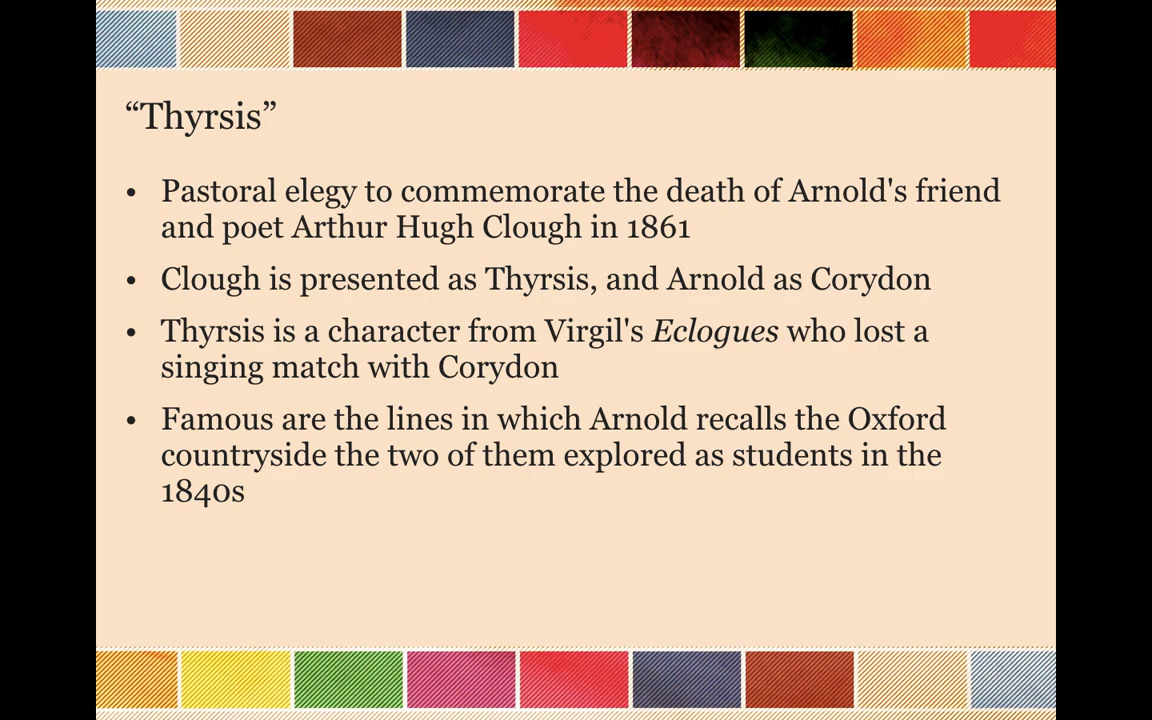 “Thyrsis”
• Pastoral elegy to commemorate the death of Arnold's friend
and poet Arthur Hugh Clough in 1861
• Clough is presented as Thyrsis, and Arnold as Corydon
• Thyrsis is a character from Virgil's Eclogues who lost a
singing match with Corydon
• Famous are the lines in which Arnold recalls the Oxford
countryside the two of them explored as students in the
1840s